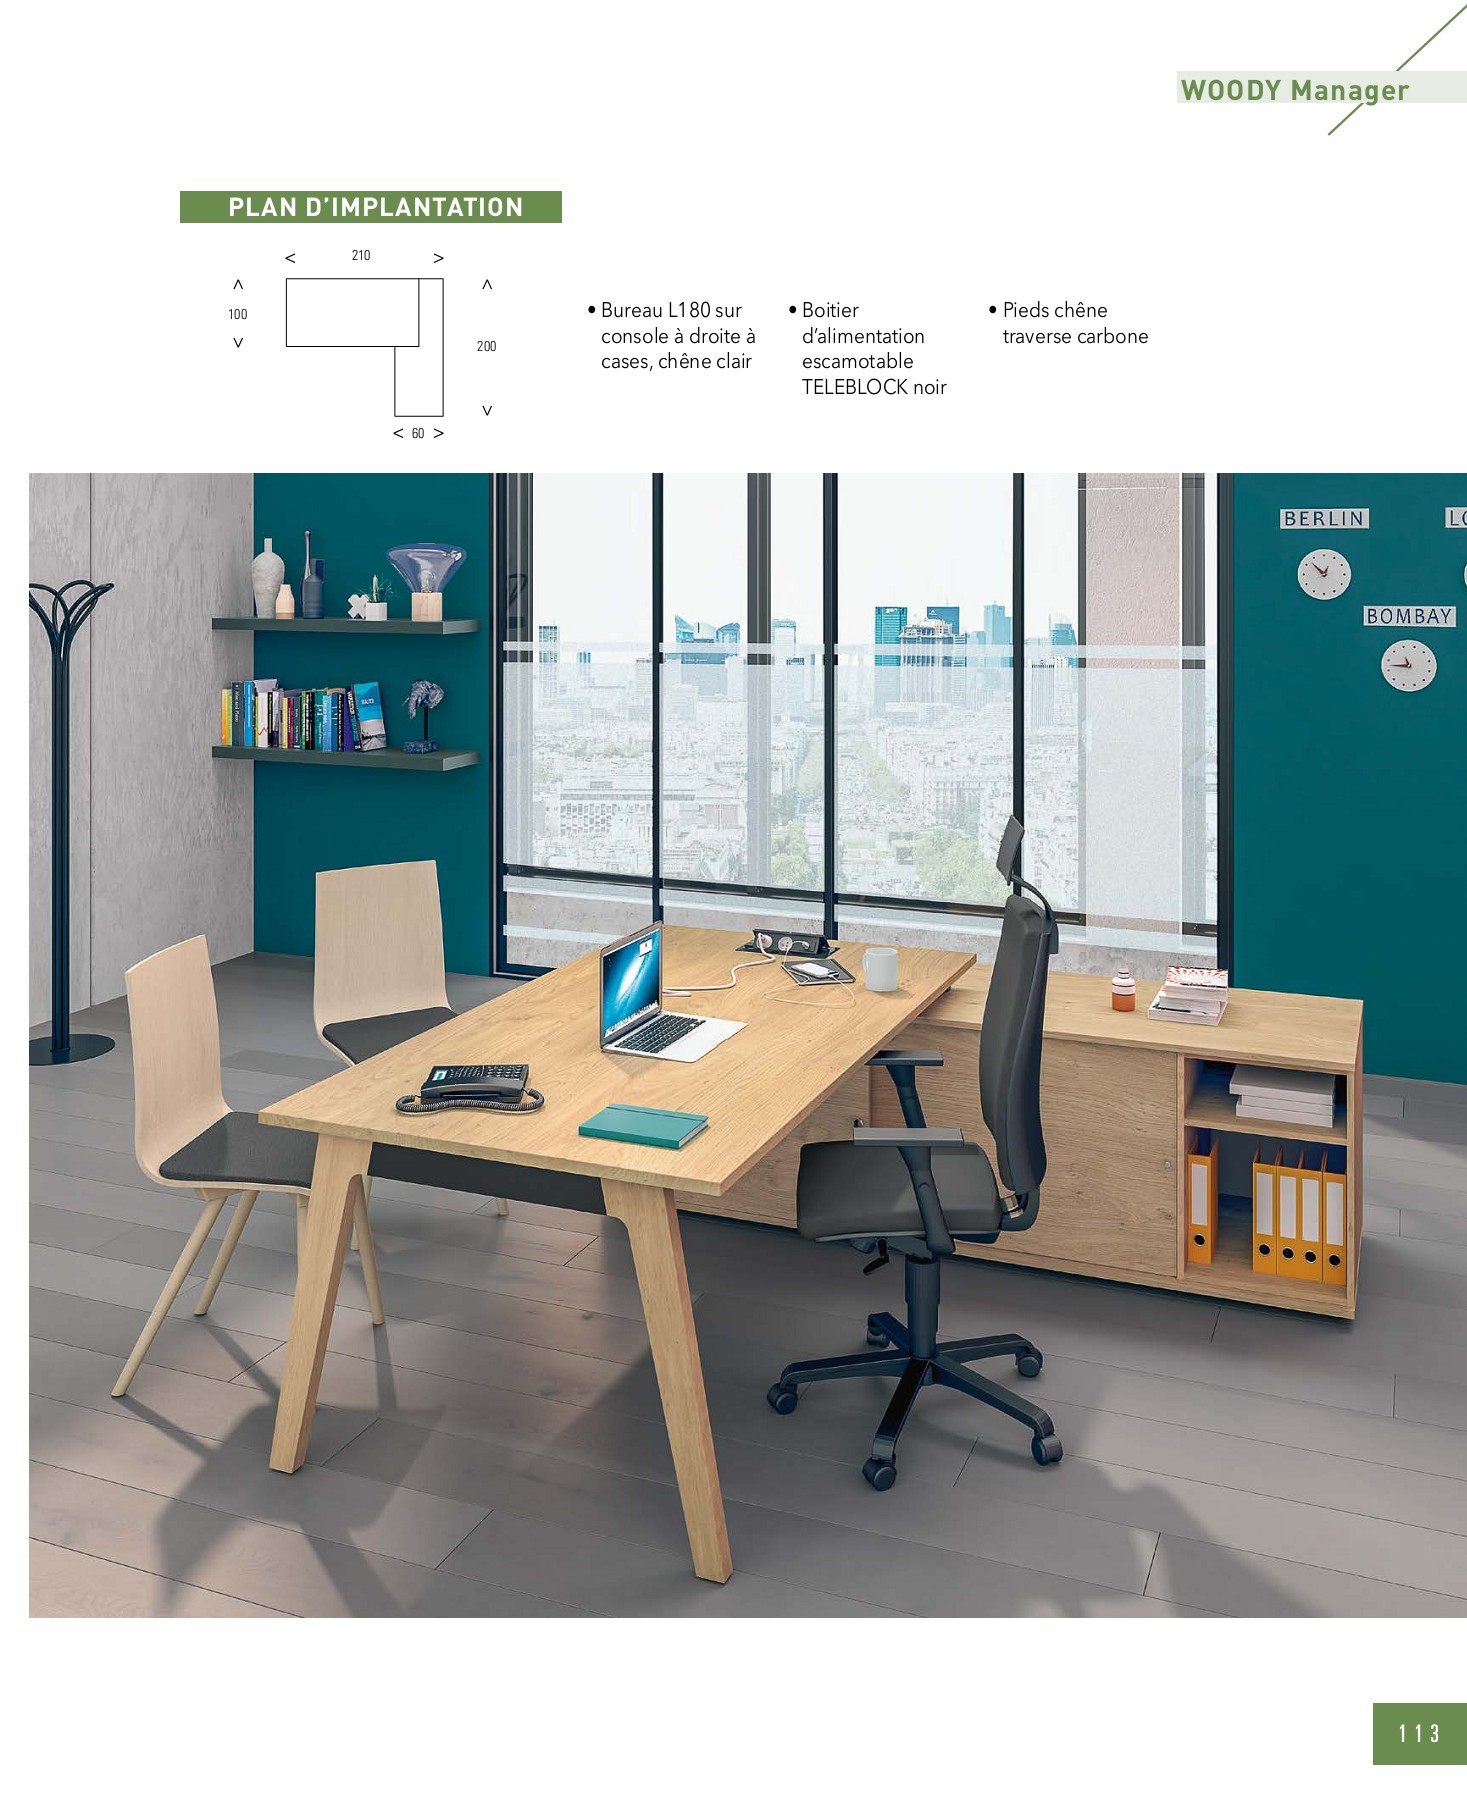 WOODY Manager
PLAN D’IMPLANTATION
210
100
200
60
• Bureau L180 sur
console à droite à
cases, chêne clair
• Boitier
d’alimentation
escamotable
TELEBLOCK noir
• Pieds chêne
traverse carbone
BERLIN
BOMBAY
113